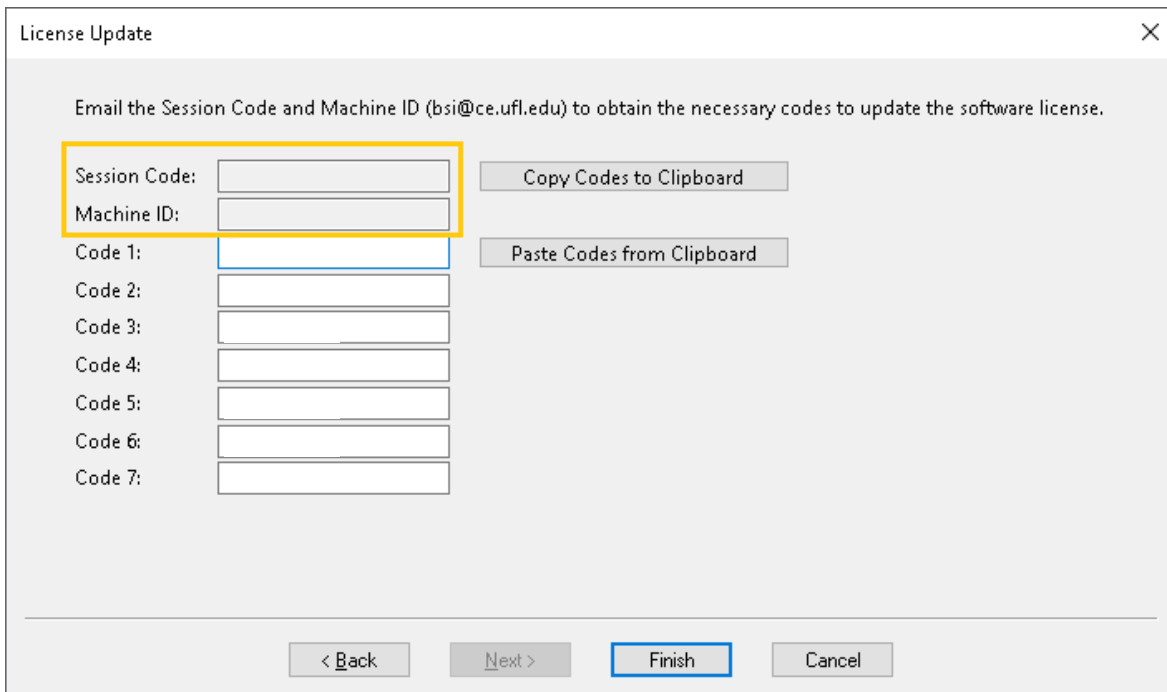 License Update
Email the Session Code and Machine ID (bsi@ce.ufl.edu) to obtain the necessary codes to update the software license.
Session Code:
Copy Codes to Clipboard
Machine ID:
Code 1:
Paste Codes from Clipboard
Code 2:
Code 3:
Code 4:
Code 5:
Code 6:
Code 7:
< Back
Next >
Finish
Cancel